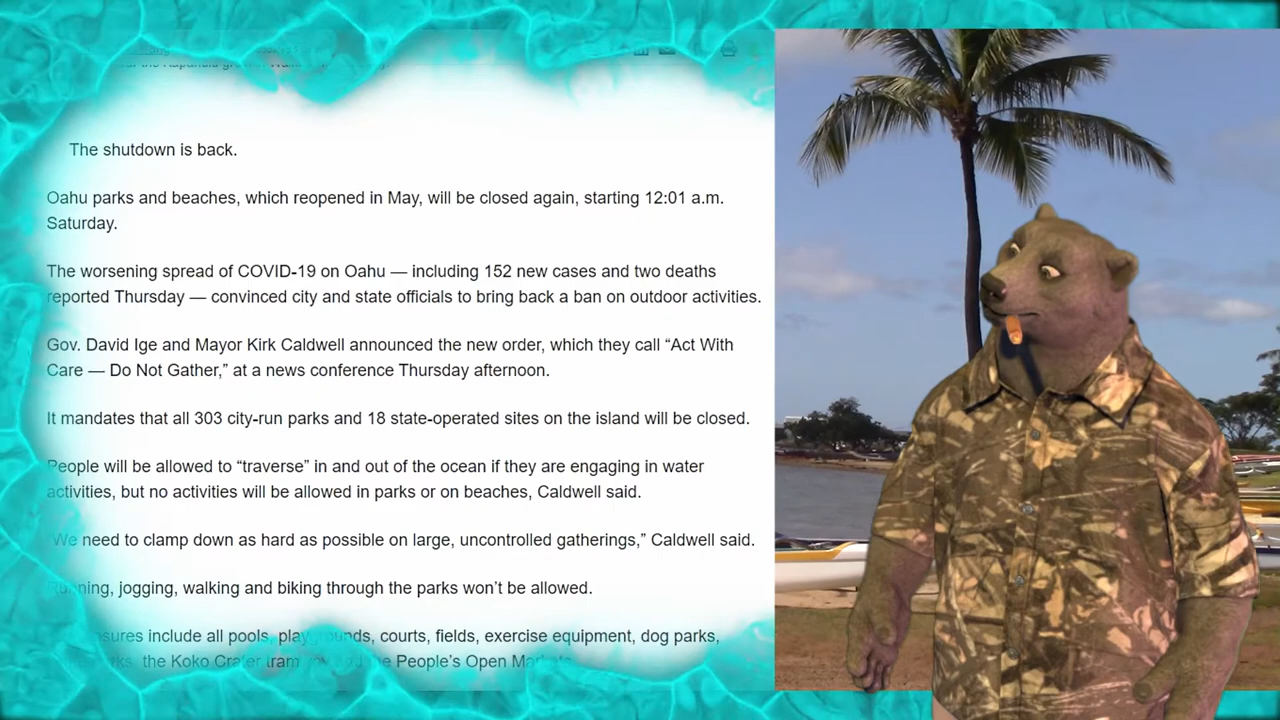 The shutdown is back.
Oahu parks and beaches, which reopened in May, will be closed again, starting 12:01 a.m.
Saturday.
The worsening spread of COVID-19 on Oahu — including 152 new cases and two deaths
reported Thursday — convinced city and state officials to bring back a ban on outdoor activities.
Gov. David Ige and Mayor Kirk Caldwell announced the new order, which they call “Act With
Care — Do Not Gather,” at a news conference Thursday afternoon.
It mandates that all 303 city-run parks and 18 state-operated sites on the island will be closed.
People will be allowed to “traverse” in and out of the ocean if they are engaging in water
activities, but no activities will be allowed in parks or on beaches, Caldwell said.
“We need to clamp down as hard as possible on large, uncontrolled gatherings,” Caldwell said.
Running, jogging, walking and biking through the parks won’t be allowed.
include all pools, playgrounds, courts, fields, exercise equipment, dog parks,
the Koko Crater tram and the People’s Open Markets